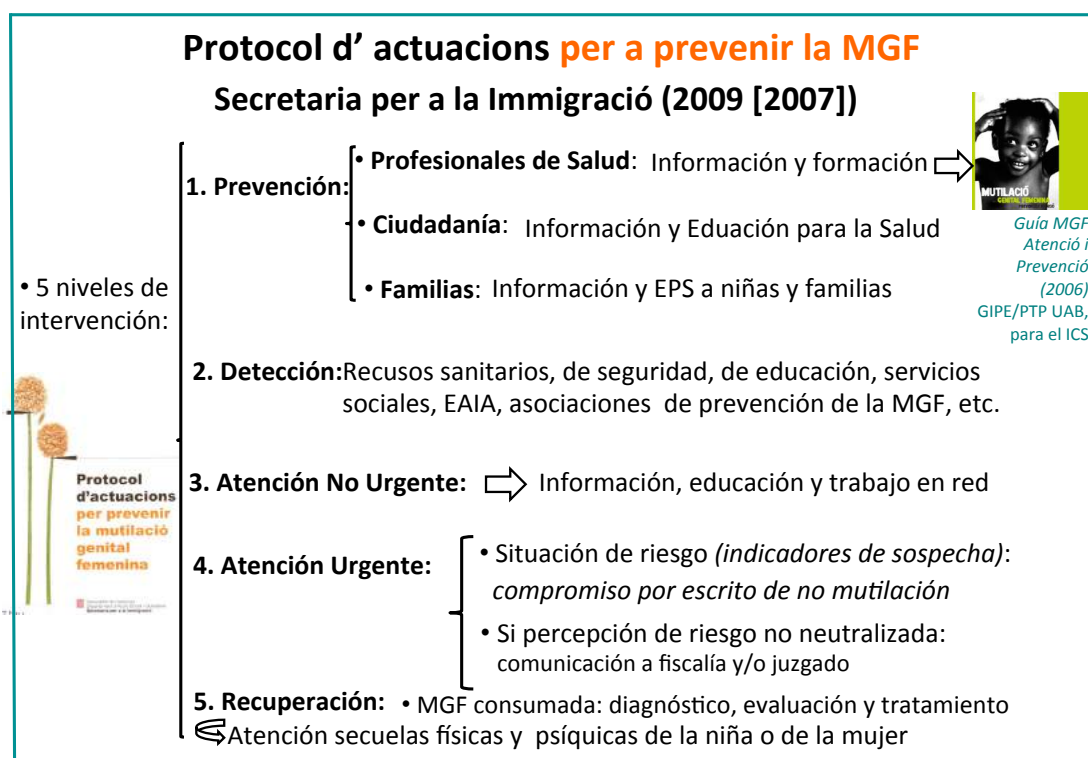 Protocol d’ actuacions per a prevenir la MGF
Secretaria per a la Immigració (2009 [2007])
• 5 niveles de
intervención:
1. Prevención:
• Profesionales de Salud: Información y formación
• Ciudadanía: Información y Eduación para la Salud
• Familias: Información y EPS a niñas y familias
MUTILACIÓ
GENITAL FEMENINA
Guía MGF
Atenció i
Prevenció
(2006)
GIPE/PTP UAB,
para el ICS
2. Detección: Recusos sanitarios, de seguridad, de educación, servicios
sociales, EAIA, asociaciones de prevención de la MGF, etc.
3. Atención No Urgente: Información, educación y trabajo en red
4. Atención Urgente:
• Situación de riesgo (indicadores de sospecha):
compromiso por escrito de no mutilación
• Si percepción de riesgo no neutralizada:
comunicación a fiscalía y/o juzgado
5. Recuperación: • MGF consumada: diagnóstico, evaluación y tratamiento
Atención secuelas físicas y psíquicas de la niña o de la mujer
Protocol
d'actuacions
per prevenir
la mutilació
genital
femenina